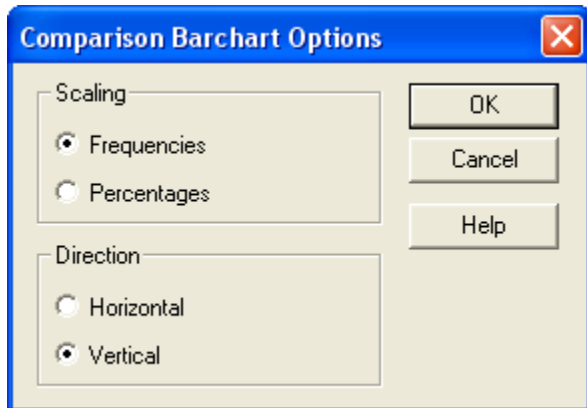 Comparison Barchart Options
Scaling
Frequencies
Percentages
Direction
Horizontal
Vertical
OK
Cancel
Help